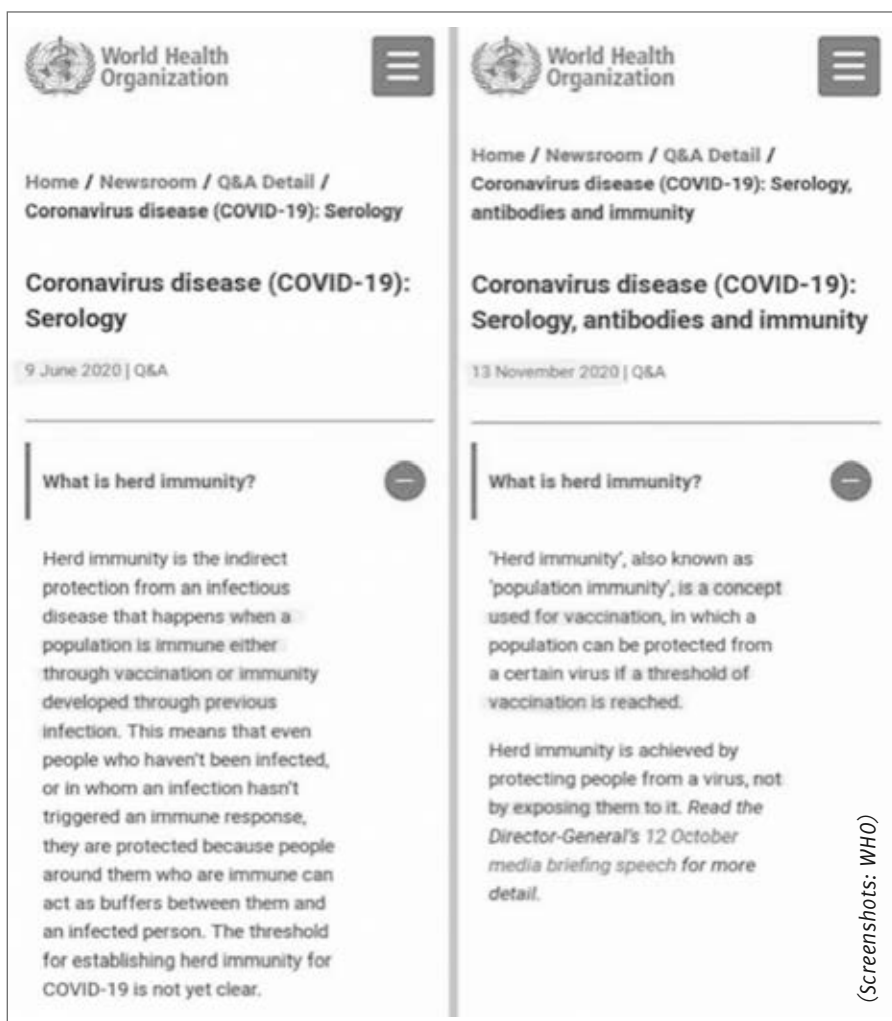 World Health
Organization
Home / Newsroom / Q&A Detail /
Coronavirus disease (COVID-19): Serology
Coronavirus disease (COVID-19):
Serology
9 June 2020 | Q&A
What is herd immunity?
Herd immunity is the indirect
protection from an infectious
disease that happens when a
population is immune either
through vaccination or immunity
developed through previous
infection. This means that even
people who haven't been infected,
or in whom an infection hasn't
triggered an immune response,
they are protected because people
around them who are immune can
act as buffers between them and
an infected person. The threshold
for establishing herd immunity for
COVID-19 is not yet clear.
World Health
Organization
Home / Newsroom / Q&A Detail /
Coronavirus disease (COVID-19): Serology,
antibodies and immunity
Coronavirus disease (COVID-19):
Serology, antibodies and immunity
13 November 2020 | Q&A
What is herd immunity?
'Herd immunity', also known as
'population immunity', is a concept
used for vaccination, in which a
population can be protected from
a certain virus if a threshold of
vaccination is reached.
Herd immunity is achieved by
protecting people from a virus, not
by exposing them to it. Read the
Director-General's 12 October
media briefing speech for more
detail.
(Screenshots: WHO)